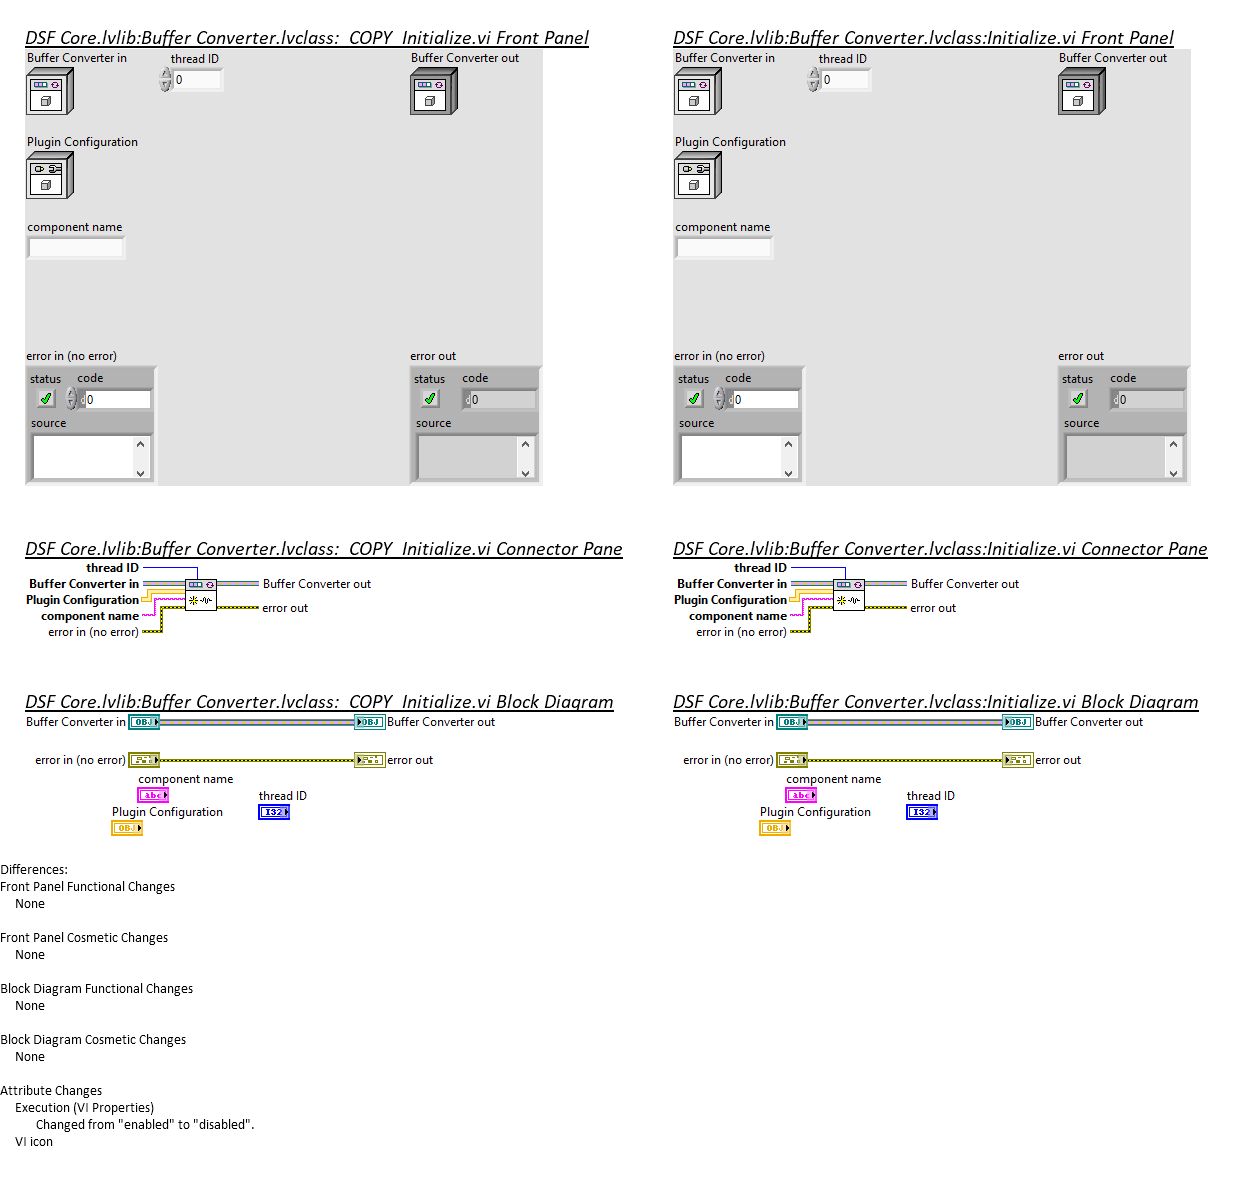 DSF Core.lvlib:Buffer Converter.lvclass:  COPY  Initialize.vi Front Panel
Buffer Converter in
thread ID
Buffer Converter out
0
Plugin Configuration
component name
error in (no error)
error out
status
code
status
code
d0
d0
source
source
DSF Core.lvlib:Buffer Converter.lvclass:Initialize.vi Front Panel
Buffer Converter in
thread ID
Buffer Converter out
0
Plugin Configuration
component name
error in (no error)
error out
status
code
status
code
d0
d0
source
source
DSF Core.lvlib:Buffer Converter.lvclass:  COPY  Initialize.vi Connector Pane
thread ID
Buffer Converter in
Buffer Converter out
Plugin Configuration
error out
component name
error in (no error)
DSF Core.lvlib:Buffer Converter.lvclass:Initialize.vi Connector Pane
thread ID
Buffer Converter in
Buffer Converter out
Plugin Configuration
error out
component name
error in (no error)
DSF Core.lvlib:Buffer Converter.lvclass:  COPY  Initialize.vi Block Diagram
Buffer Converter in
OBJ
OBJ
Buffer Converter out
error in (no error)
error out
component name
abc
thread ID
I32
Plugin Configuration
OBJ
DSF Core.lvlib:Buffer Converter.lvclass:Initialize.vi Block Diagram
Buffer Converter in
OBJ
OBJ
Buffer Converter out
error in (no error)
error out
component name
abc
thread ID
I32
Plugin Configuration
OBJ
Differences:
Front Panel Functional Changes
None
Front Panel Cosmetic Changes
None
Block Diagram Functional Changes
None
Block Diagram Cosmetic Changes
None
Attribute Changes
Execution (VI Properties)
Changed from "enabled" to "disabled".
VI icon